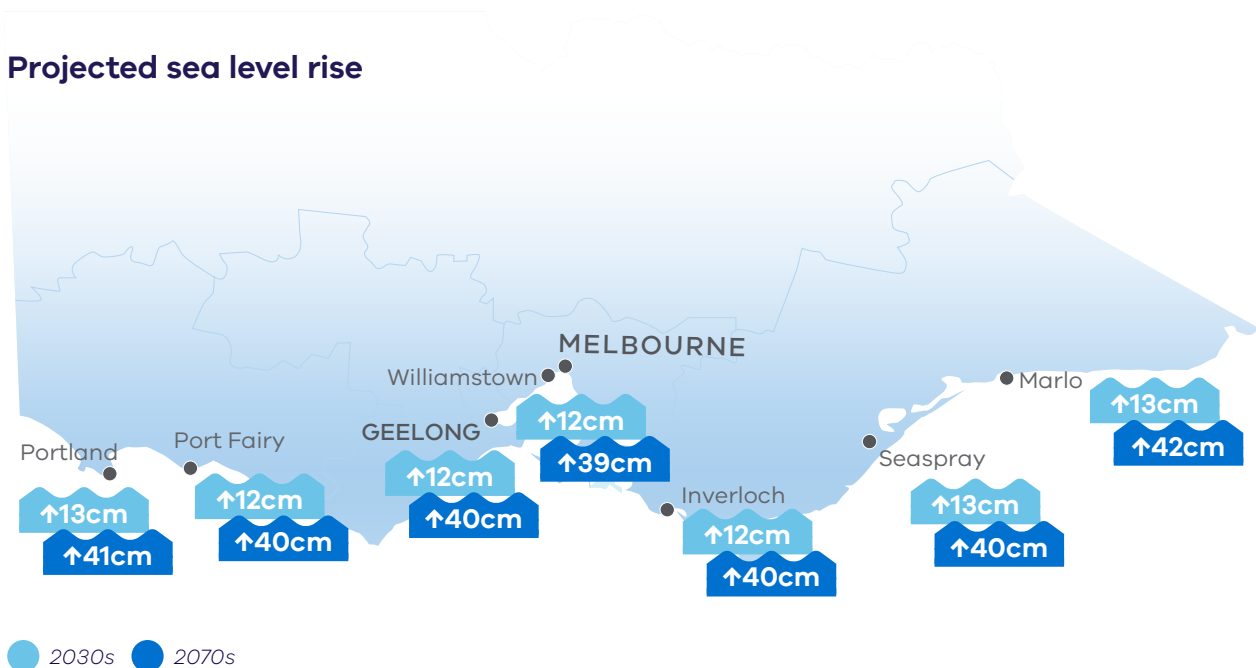 Projected sea level rise
MELBOURNE
Williamstown
Marlo
↑13cm
↑42cm
↑12cm
↑39cm
GEELONG
↑12cm
↑40cm
Port Fairy
↑12cm
↑40cm
Portland
↑13cm
↑41cm
Seaspray
↑13cm
↑40cm
Inverloch
↑12cm
↑40cm
2030s
2070s